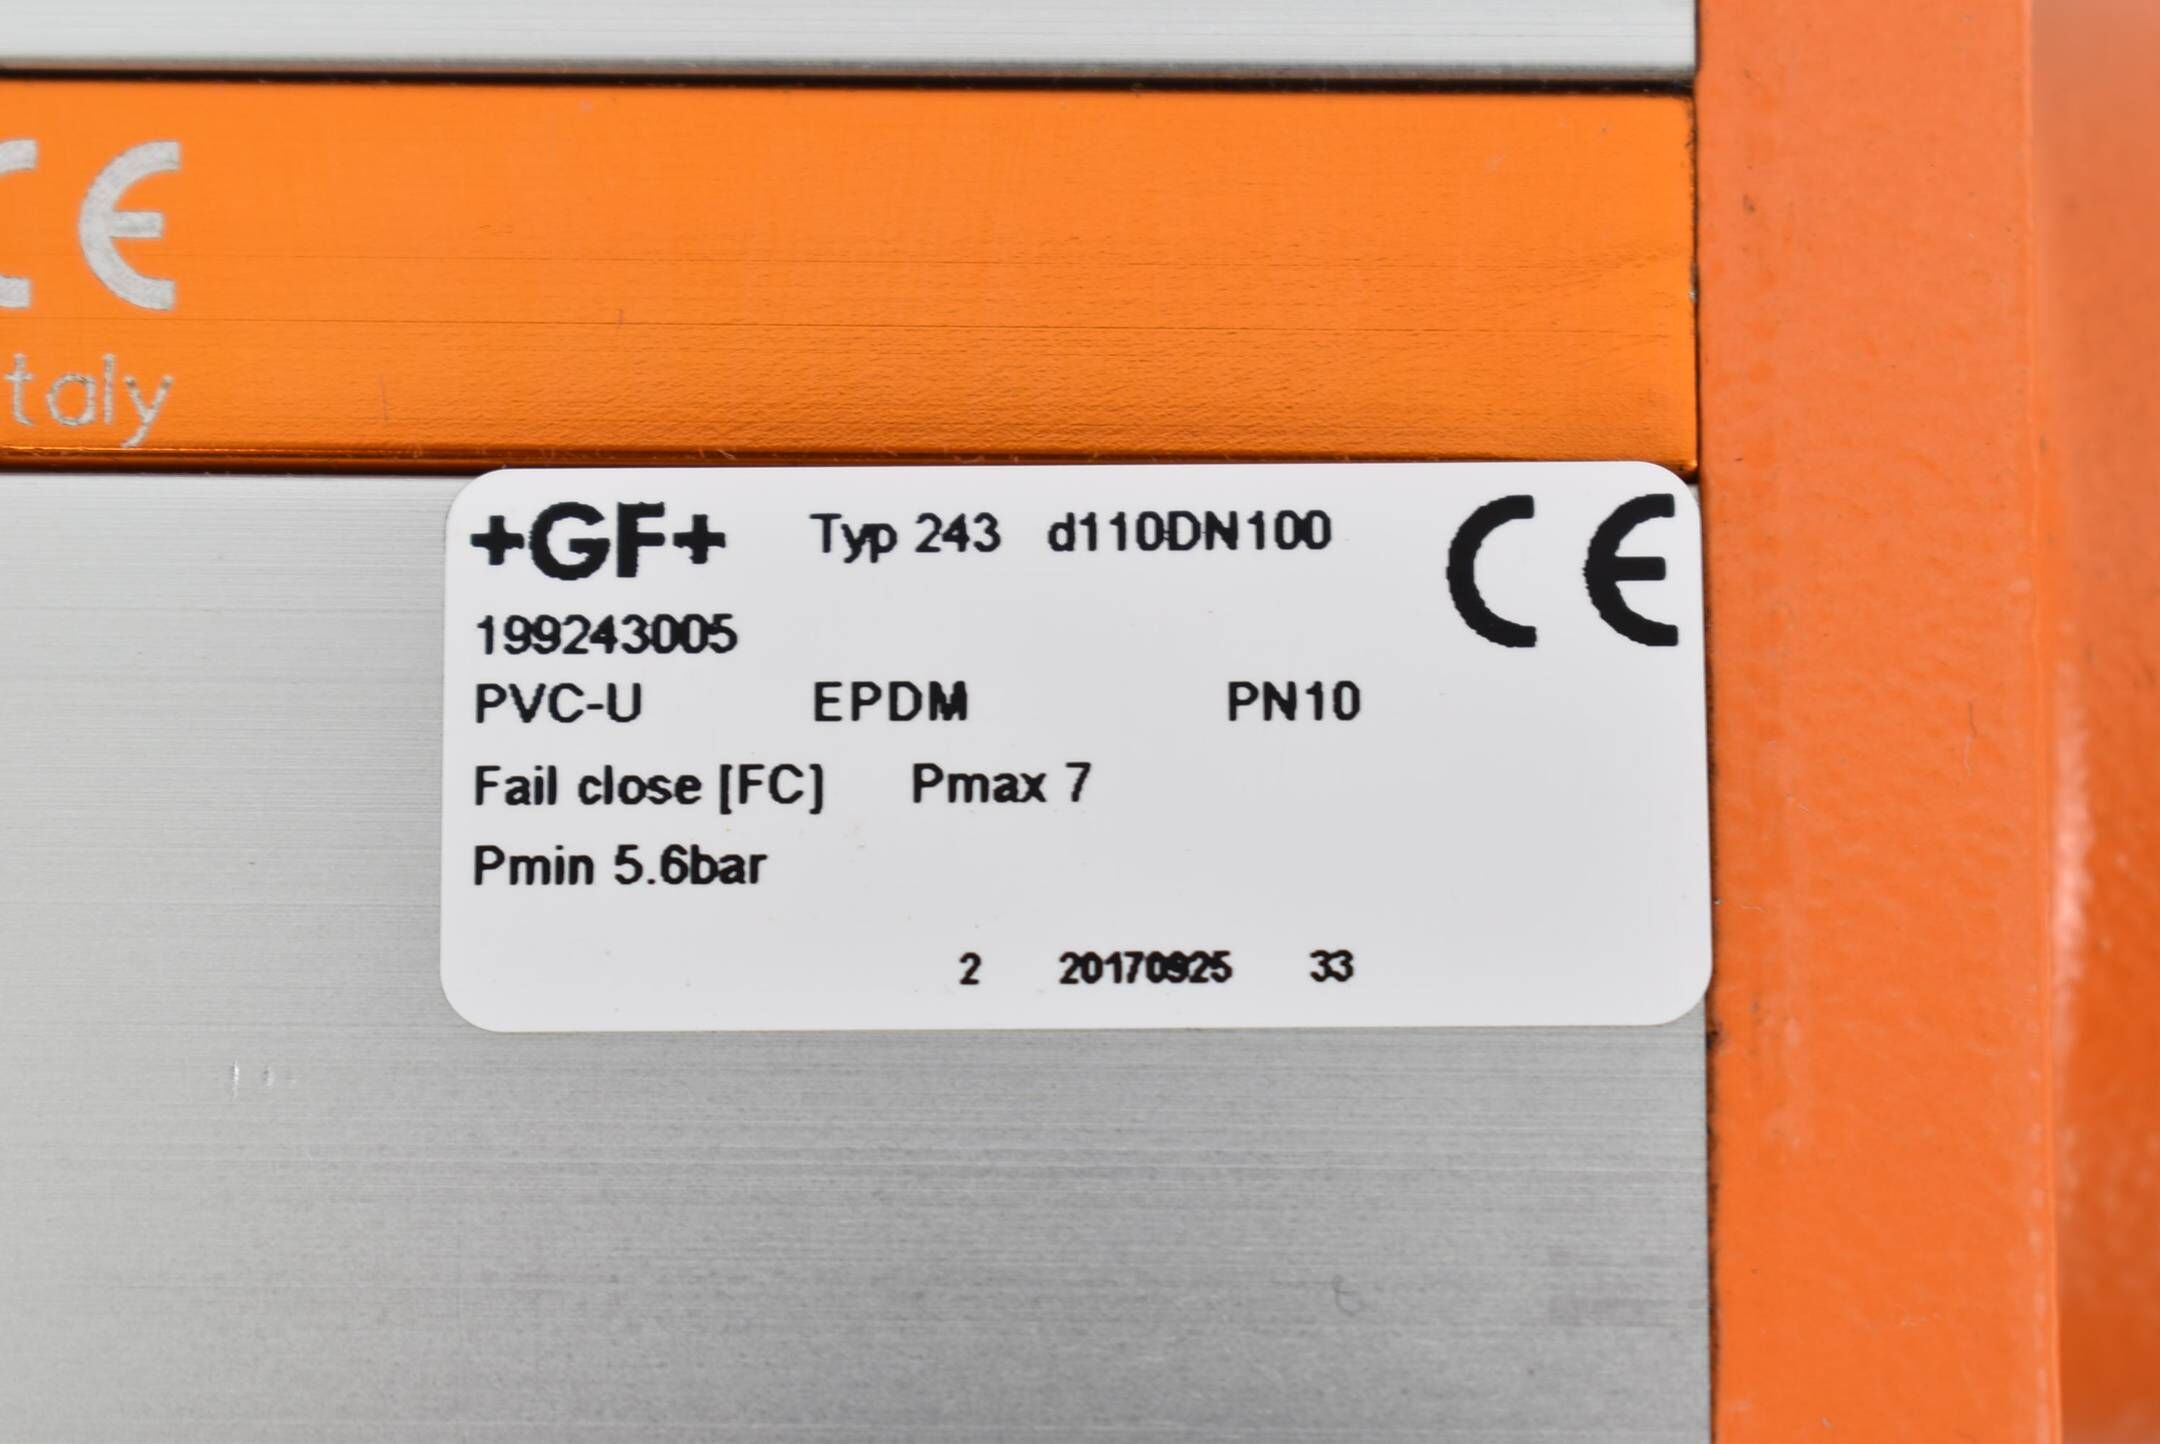 CE
taly
+GF+ Typ 243 d110DN100 CE
199243005
PVC-U EPDM PN10
Fail close [FC] Pmax 7
Pmin 5.6bar
2 20170925 33